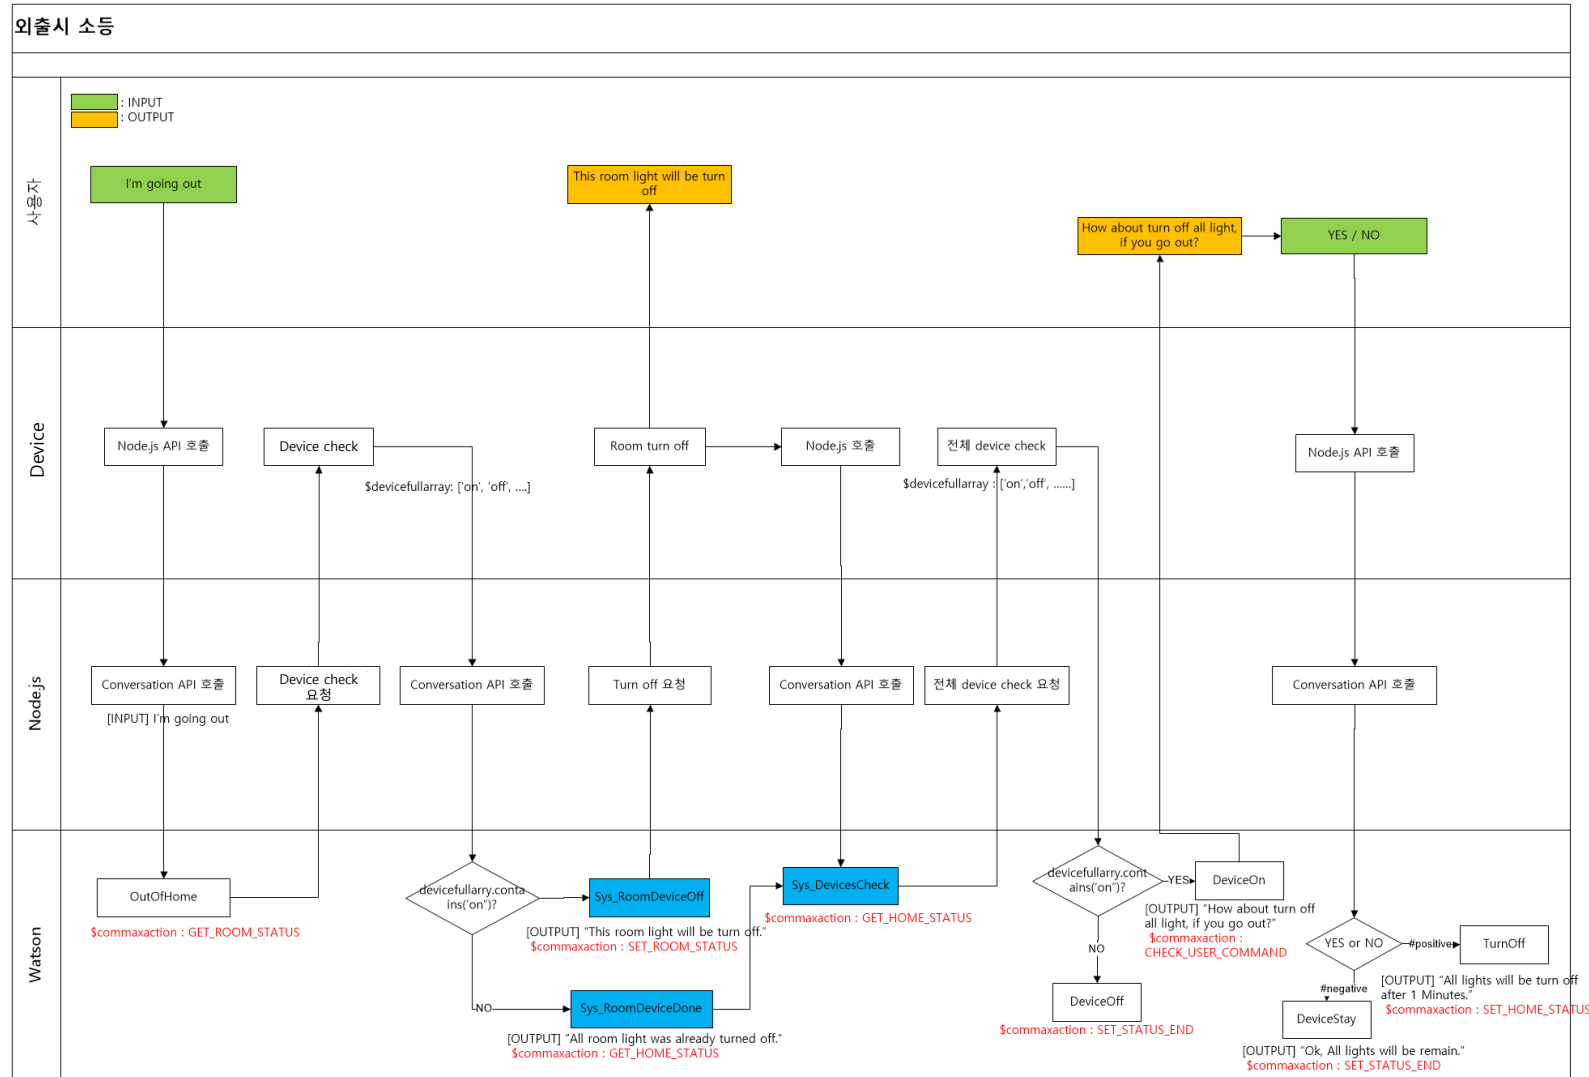 외출시 소등
: INPUT
: OUTPUT
사용자
I'm going out
This room light will be turn
off
How about turn off all light,
if you go out?
YES / NO
Device
Node.js API 호출
Device check
$devicefullarray: ['on', 'off', ....]
Room turn off
Node.js 호출
전체 device check
$devicefullarray : ['on','off', ......]
Node.js API 호출
Node.js
Conversation API 호출
[INPUT] I'm going out
Device check
요청
Conversation API 호출
Turn off 요청
Conversation API 호출
전체 device check 요청
Conversation API 호출
Watson
OutOfHome
$commaxaction : GET_ROOM_STATUS
devicefullarry.conta
ins('on")?
NO
Sys_RoomDeviceOff
[OUTPUT] "This room light will be turn off."
$commaxaction : SET_ROOM_STATUS
Sys_RoomDeviceDone
[OUTPUT] "All room light was already turned off."
$commaxaction : GET_HOME_STATUS
Sys_DevicesCheck
$commaxaction : GET_HOME_STATUS
devicefullarry.cont
ains('on")?
YES
NO
DeviceOn
[OUTPUT] "How about turn off
all light, if you go out?"
$commaxaction :
CHECK_USER_COMMAND
DeviceOff
$commaxaction : SET_STATUS_END
YES or NO
#positive
TurnOff
[OUTPUT] "All lights will be turn off
after 1 Minutes."
$commaxaction : SET_HOME_STATUS
#negative
DeviceStay
[OUTPUT] "Ok, All lights will be remain."
$commaxaction : SET_STATUS_END